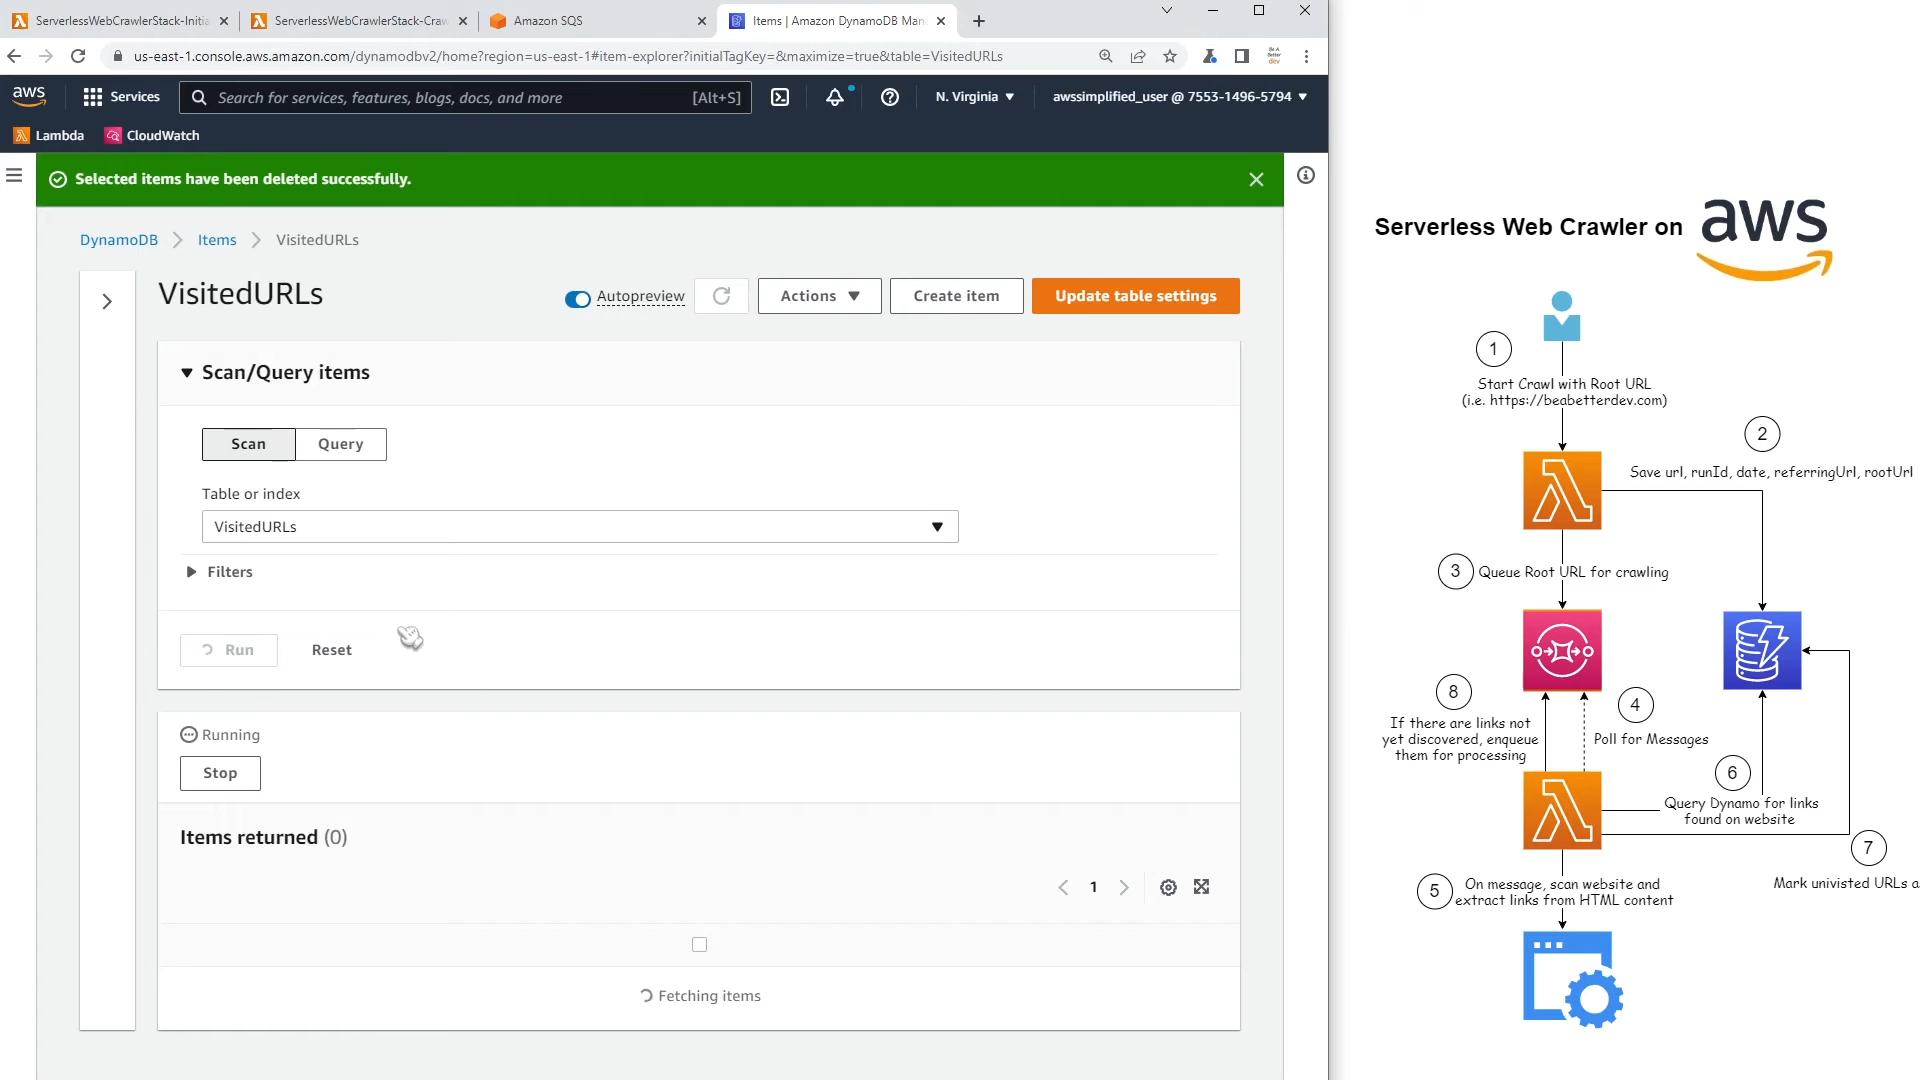 ServerlessWebCrawlerStack-Initia
ServerlessWebCrawlerStack-Craw
Amazon SQS
Items | Amazon DynamoDB Man
us-east-1.console.aws.amazon.com/dynamodbv2/home?region=us-east-1#item-explorer?initialTagKey=&maximize=true&table=VisitedURLs
Be A
Better
dev
aws
Services
Search for services, features, blogs, docs, and more
[Alt+S]
N. Virginia
awssimplified_user @ 7553-1496-5794
Lambda
CloudWatch
Selected items have been deleted successfully.
DynamoDB
Items
VisitedURLs
VisitedURLs
Autopreview
Actions
Create item
Update table settings
Scan/Query items
Scan
Query
Table or index
VisitedURLs
Filters
Run
Reset
Running
Stop
Items returned (0)
1
Fetching items
Serverless Web Crawler on
aws
1
Start Crawl with Root URL
(i.e. https://beabetterdev.com)
2
Save url, runId, date, referringUrl, rootUrl
3
Queue Root URL for crawling
8
If there are links not
yet discovered, enqueue
them for processing
4
Poll for Messages
6
Query Dynamo for links
found on website
7
Mark univisted URLs as
5
On message, scan website and
extract links from HTML content